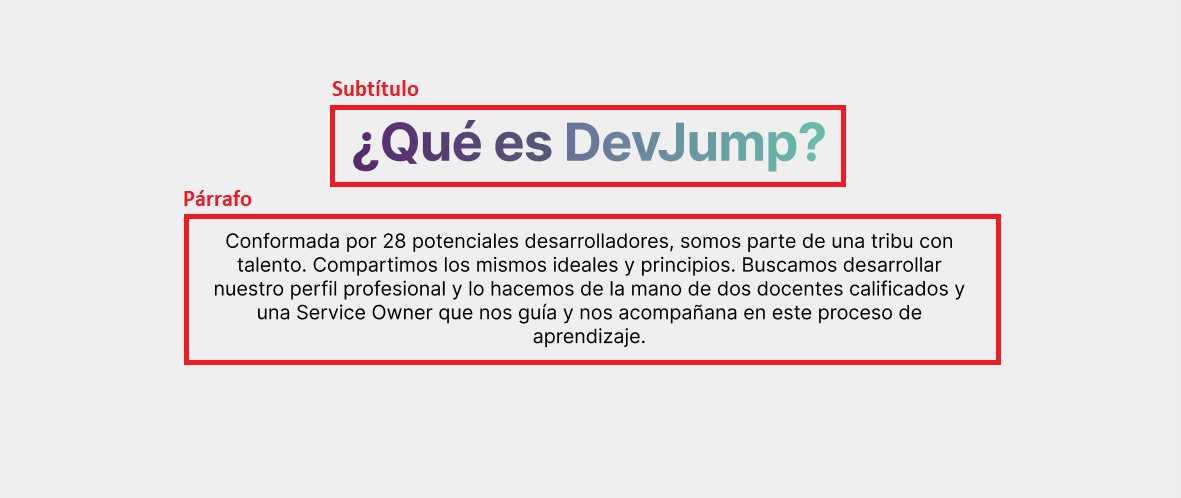 Subtítulo
¿Qué es DevJump?
Párrafo
Conformada por 28 potenciales desarrolladores, somos parte de una tribu con
talento. Compartimos los mismos ideales y principios. Buscamos desarrollar
nuestro perfil profesional y lo hacemos de la mano de dos docentes calificados y
una Service Owner que nos guía y nos acompañana en este proceso de
aprendizaje.